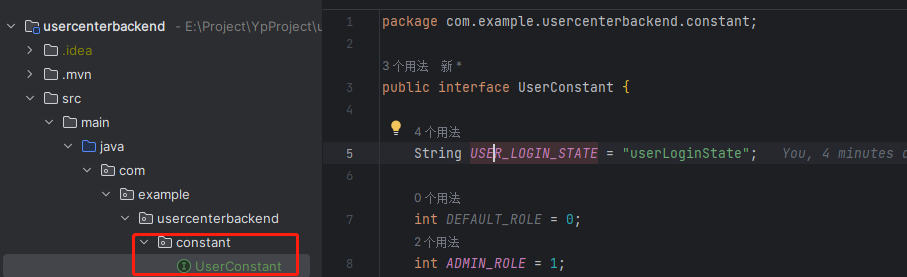 usercenterbackend – E:\Project\YpProject\u
.idea
.mvn
src
main
java
com
example
usercenterbackend
constant
UserConstant
1 package com.example.usercenterbackend.constant;
2
3 个用法 新 *
3 public interface UserConstant {
4
4 个用法
5 String USER_LOGIN_STATE = "userLoginState"; You, 4 minutes
6
0 个用法
7 int DEFAULT_ROLE = 0;
2 个用法
8 int ADMIN_ROLE = 1;